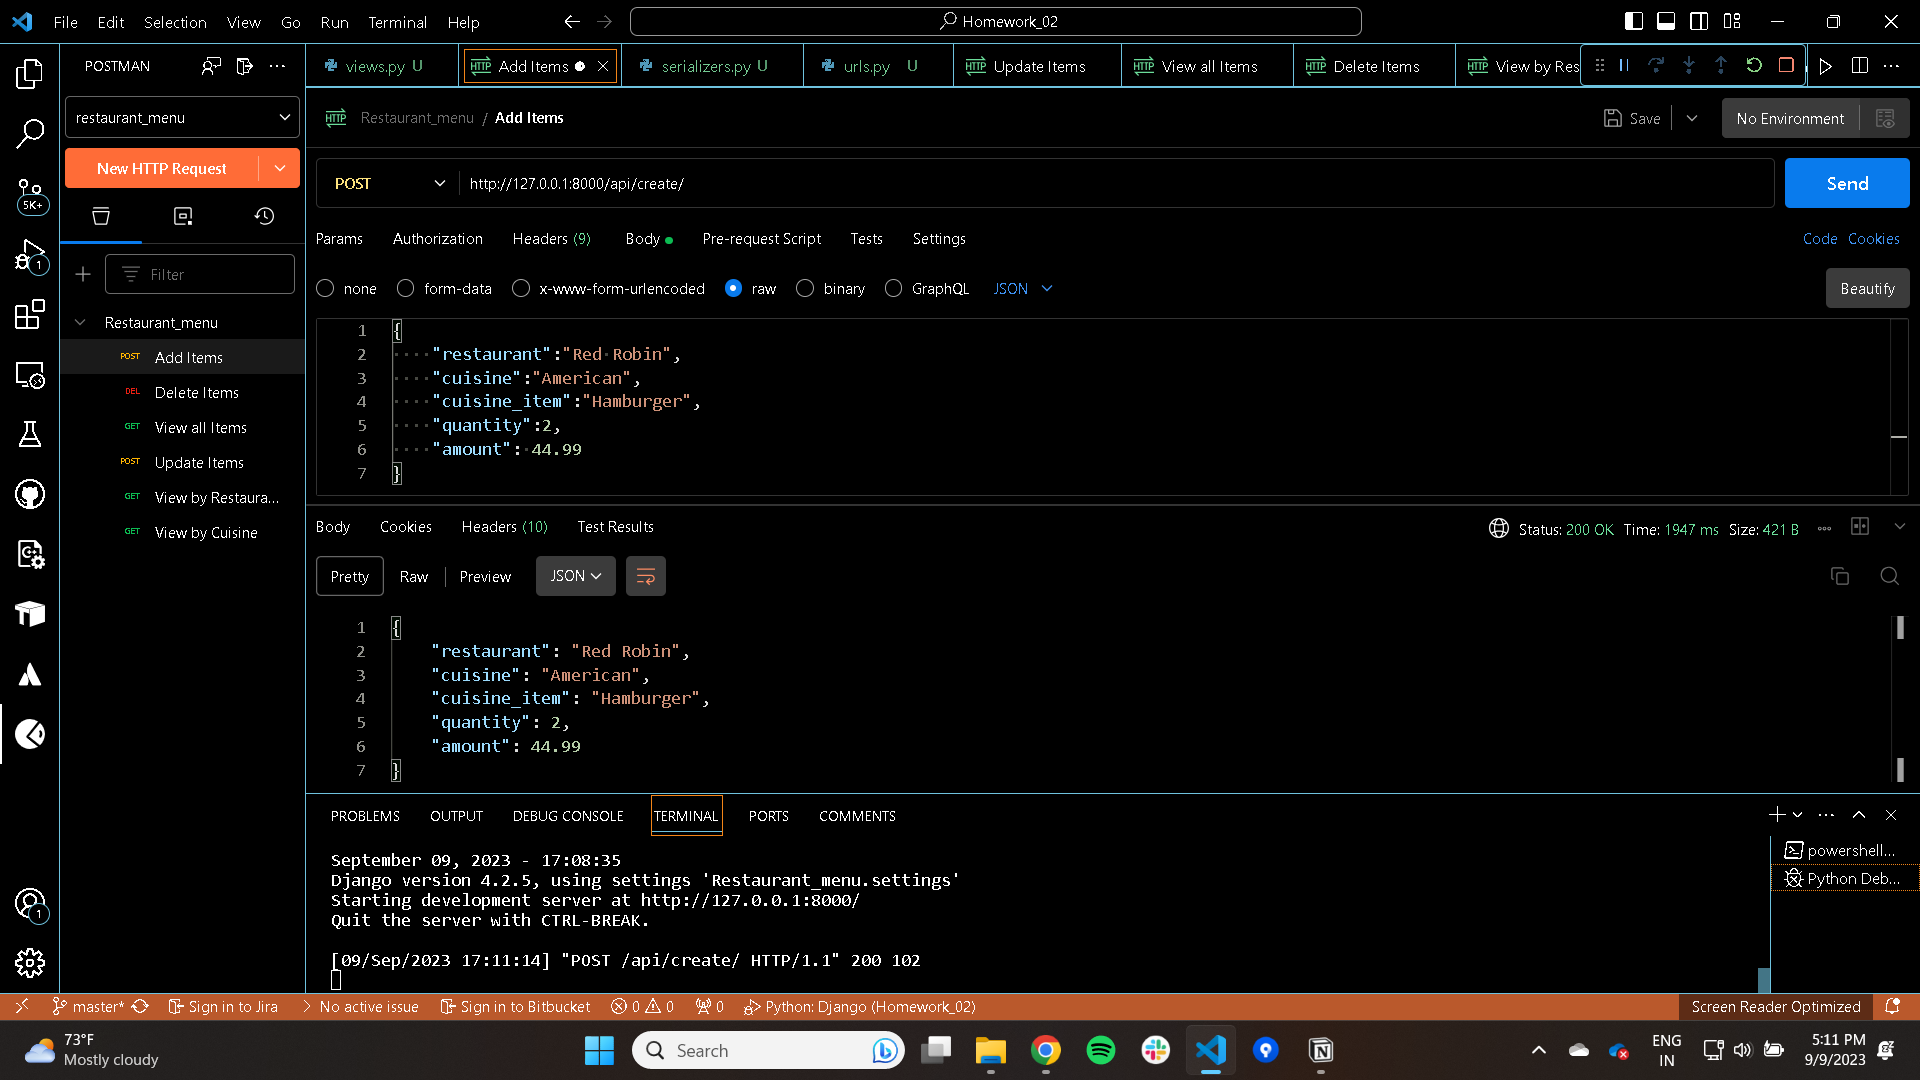 File Edit Selection View Go Run Terminal Help
Homework_02
POSTMAN
views.py U
HTTP Add Items
serializers.py U
urls.py U
HTTP Update Items
HTTP View all Items
HTTP Delete Items
HTTP View by Res
restaurant_menu
HTTP Restaurant_menu / Add Items
Save
No Environment
New HTTP Request
POST
http://127.0.0.1:8000/api/create/
Send
5K+
Params Authorization Headers (9) Body Pre-request Script Tests Settings
Code Cookies
1
Filter
none form-data x-www-form-urlencoded raw binary GraphQL JSON
Beautify
Restaurant_menu
POST Add Items
DEL Delete Items
GET View all Items
POST Update Items
GET View by Restaura...
GET View by Cuisine
1 {
2 "restaurant":"Red Robin",
3 "cuisine":"American",
4 "cuisine_item":"Hamburger",
5 "quantity":2,
6 "amount": 44.99
7 }
Body Cookies Headers (10) Test Results
Status: 200 OK Time: 1947 ms Size: 421 B
Pretty Raw Preview JSON
1 {
2 "restaurant": "Red Robin",
3 "cuisine": "American",
4 "cuisine_item": "Hamburger",
5 "quantity": 2,
6 "amount": 44.99
7 }
PROBLEMS OUTPUT DEBUG CONSOLE TERMINAL PORTS COMMENTS
September 09, 2023 - 17:08:35
Django version 4.2.5, using settings 'Restaurant_menu.settings'
Starting development server at http://127.0.0.1:8000/
Quit the server with CTRL-BREAK.
[09/Sep/2023 17:11:14] "POST /api/create/ HTTP/1.1" 200 102
powershell...
Python Deb...
1
master* Sign in to Jira No active issue Sign in to Bitbucket 0 0 0 Python: Django (Homework_02)
Screen Reader Optimized
73°F
Mostly cloudy
Search
ENG
IN
5:11 PM
9/9/2023